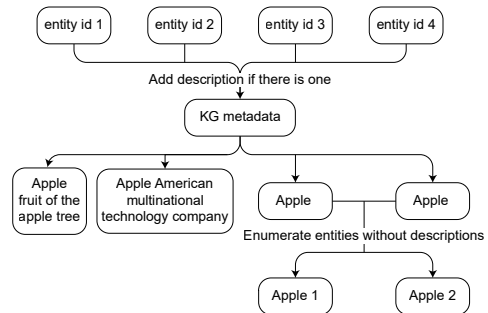 entity id 1
entity id 2
entity id 3
entity id 4
Add description if there is one
KG metadata
Apple
fruit of the
apple tree
Apple American
multinational
technology company
Apple
Apple
Enumerate entities without descriptions
Apple 1
Apple 2